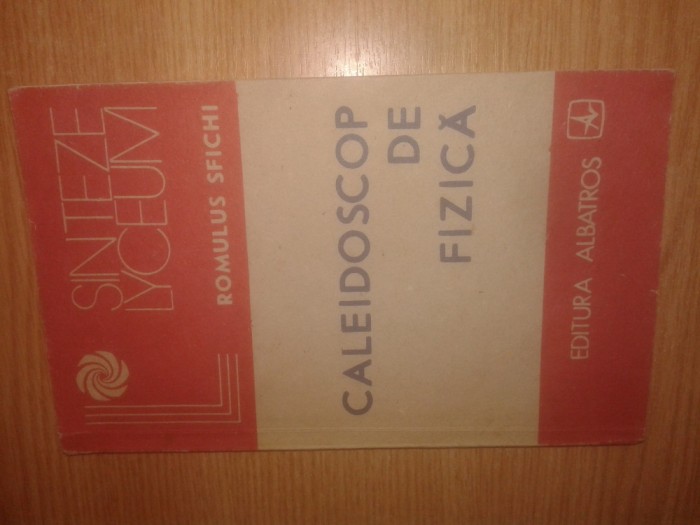 SINTEZE
LYCEUM
ROMULUS SFICHI
CALEIDOSCOP
DE
FIZICĂ
EDITURA ALBATROS